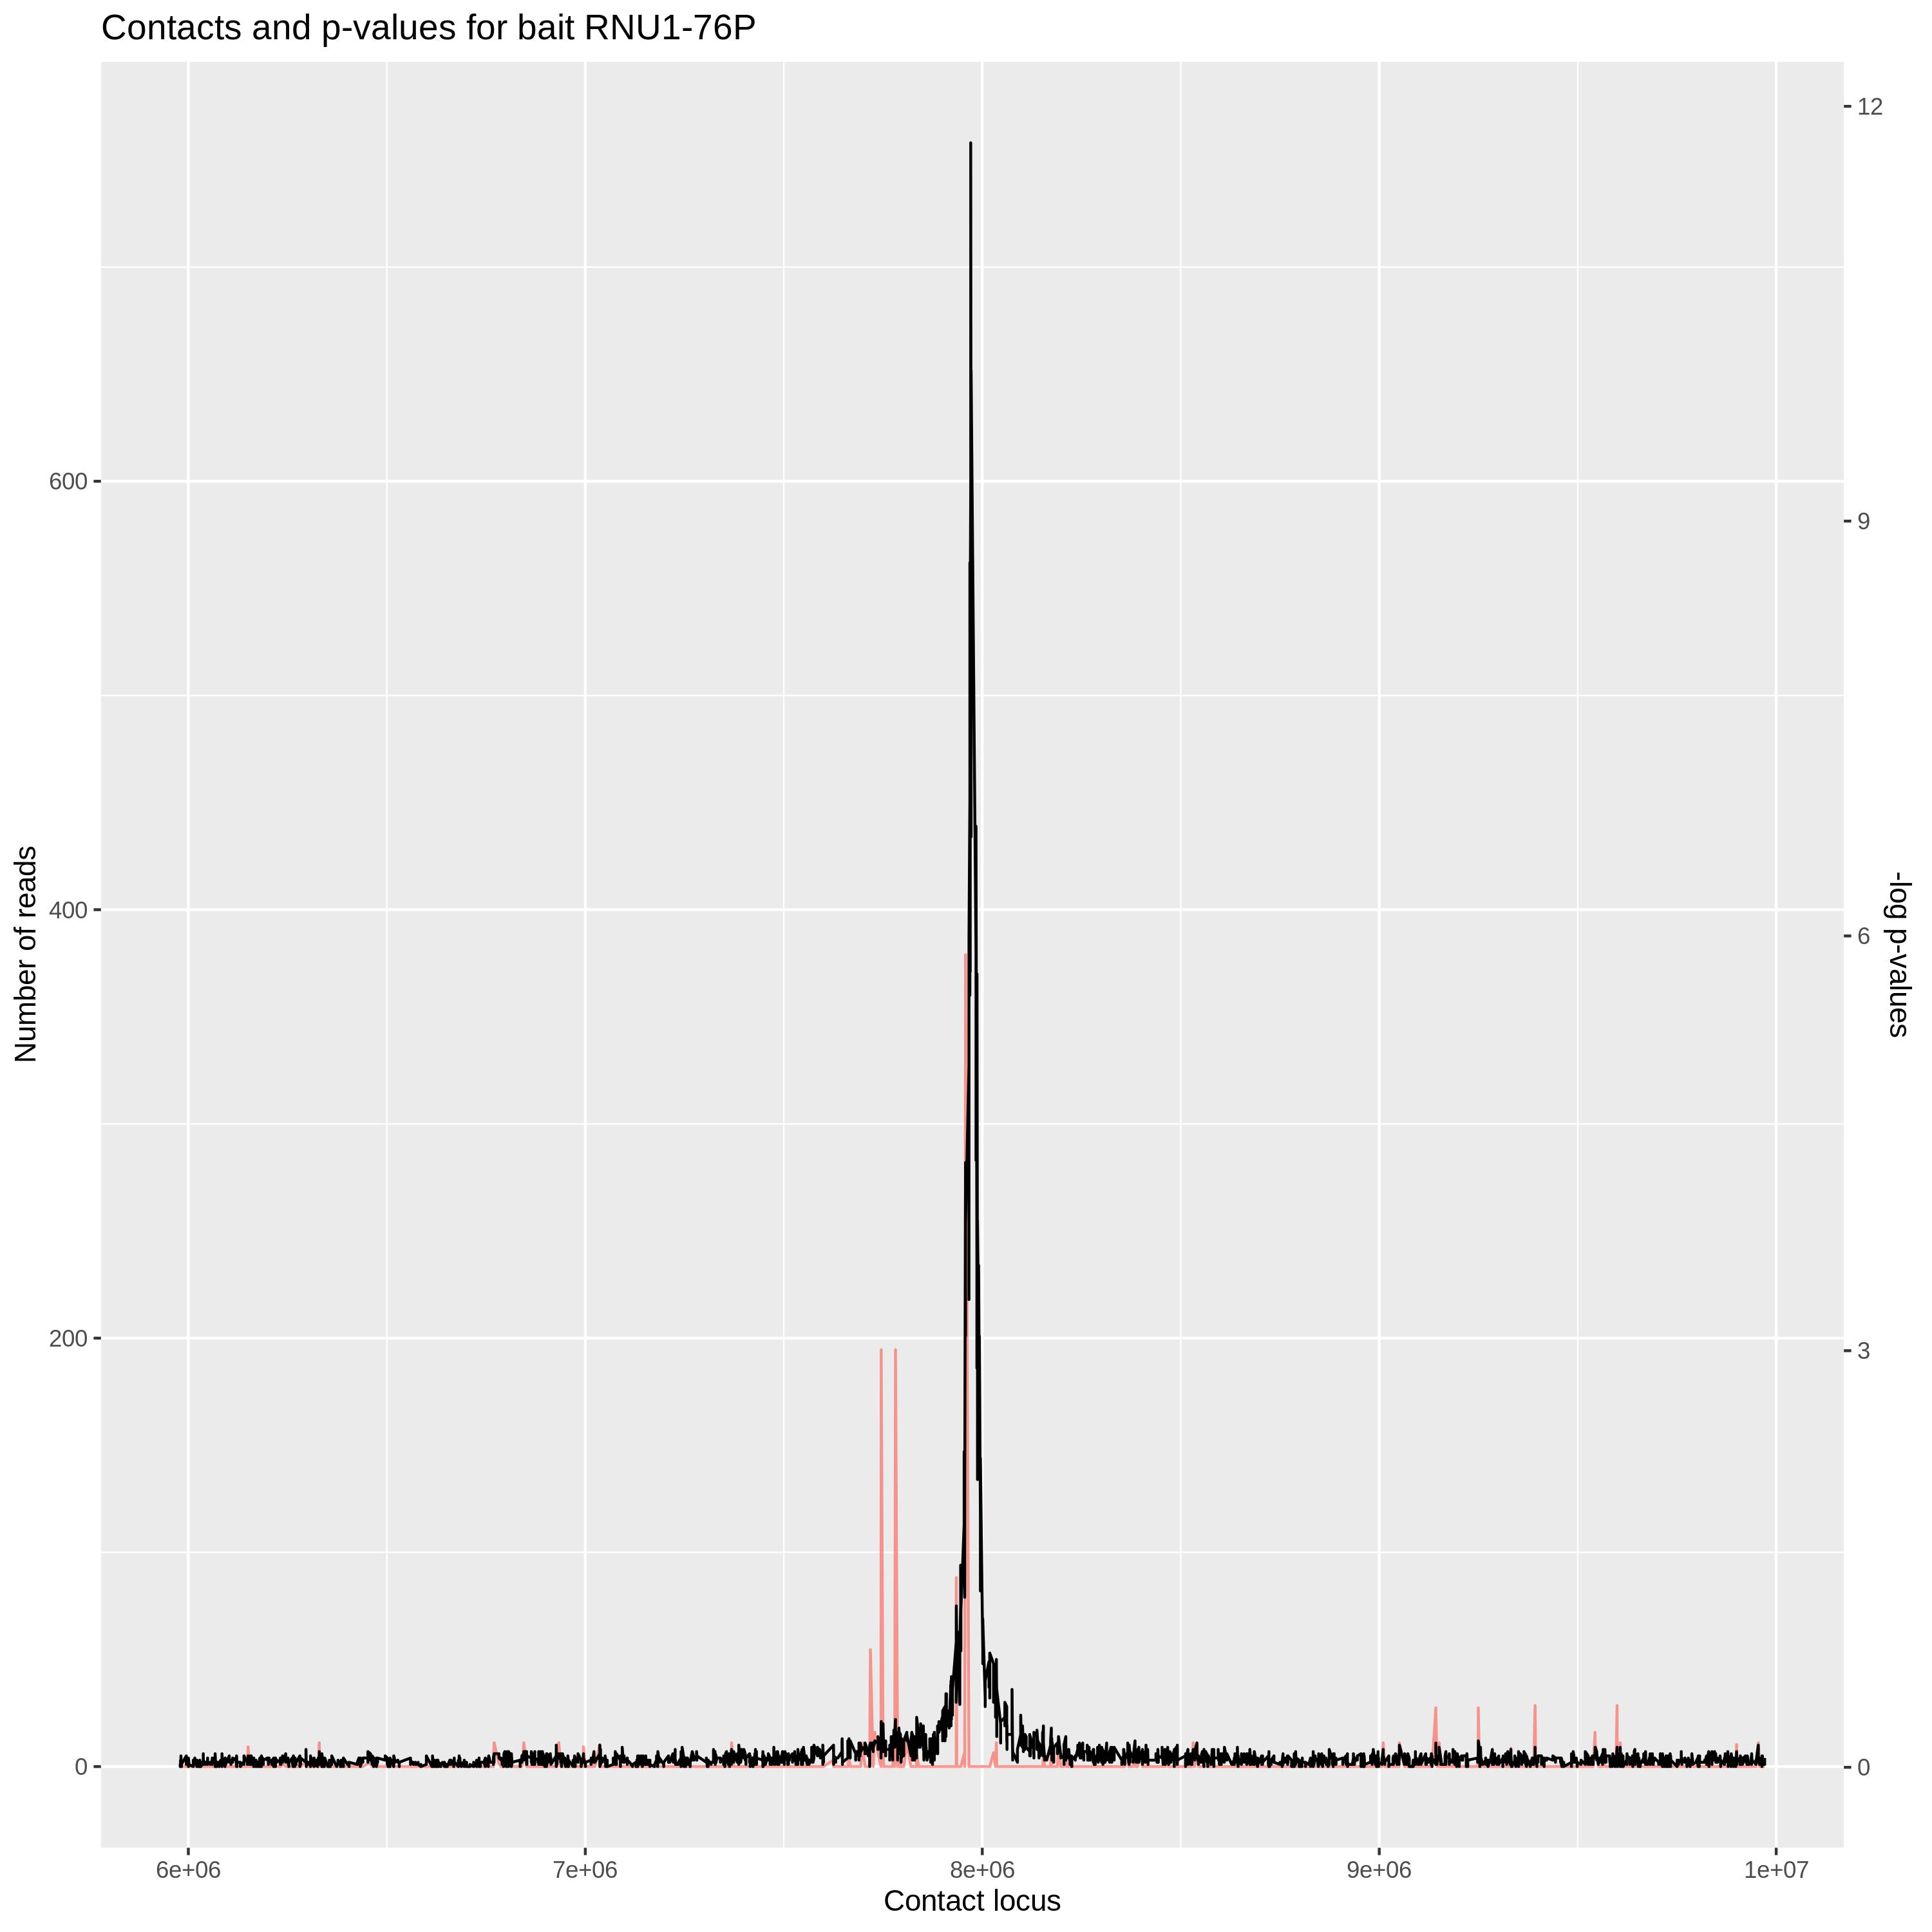 Contacts and p-values for bait RNU1-76P
12
9
6
3
0
600
400
200
0
Number of reads
-log p-values
6e+06
7e+06
8e+06
9e+06
1e+07
Contact locus